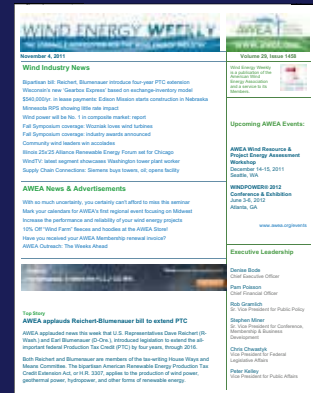 WIND ENERGY WEEKLY
AWEA
www.awea.org
November 4, 2011
Volume 29, Issue 1456
Wind Industry News
Bipartisan bill: Reichert, Blumenauer introduce four-year PTC extension
Wisconsin's new 'Gearbox Express' based on exchange-inventory model
$540,000/yr. in lease payments: Edison Mission starts construction in Nebraska
Minnesota RPS showing little rate impact
Wind power will be No. 1 in composite market: report
Fall Symposium coverage: Wozniak loves wind turbines
Fall Symposium coverage: industry awards announced
Community wind leaders win accolades
Illinois 25x'25 Alliance Renewable Energy Forum set for Chicago
WindTV: latest segment showcases Washington tower plant worker
Supply Chain Connections: Siemens buys towers, oil; opens facility
AWEA News & Advertisements
With so much uncertainty, you certainly can't afford to miss this seminar
Mark your calendars for AWEA's first regional event focusing on Midwest
Increase the performance and reliability of your wind energy projects
10% Off "Wind Farm" fleeces and hoodies at the AWEA Store!
Have you received your AWEA Membership renewal invoice?
AWEA Outreach: The Weeks Ahead
Top Story
AWEA applauds Reichert-Blumenauer bill to extend PTC
AWEA applauded news this week that U.S. Representatives Dave Reichert (R-
Wash.) and Earl Blumenauer (D-Ore.), introduced legislation to extend the all-
important federal Production Tax Credit (PTC) by four years, through 2016.
Both Reichert and Blumenauer are members of the tax-writing House Ways and
Means Committee. The bipartisan American Renewable Energy Production Tax
Credit Extension Act, or H.R. 3307, applies to the production of wind power,
geothermal power, hydropower, and other forms of renewable energy.
Wind Energy Weekly
is a publication of the
American Wind
Energy Association
and a service to its
Members.
Upcoming AWEA Events:
AWEA Wind Resource &
Project Energy Assessment
Workshop
December 14-15, 2011
Seattle, WA
WINDPOWER® 2012
Conference & Exhibition
June 3-6, 2012
Atlanta, GA
www.awea.org/events
Executive Leadership
Denise Bode
Chief Executive Officer
Pam Poisson
Chief Financial Officer
Rob Gramlich
Sr. Vice President for Public Policy
Stephen Miner
Sr. Vice President for Conference,
Membership & Business
Development
Chris Chwastyk
Vice President for Federal
Legislative Affairs
Peter Kelley
Vice President for Public Affairs